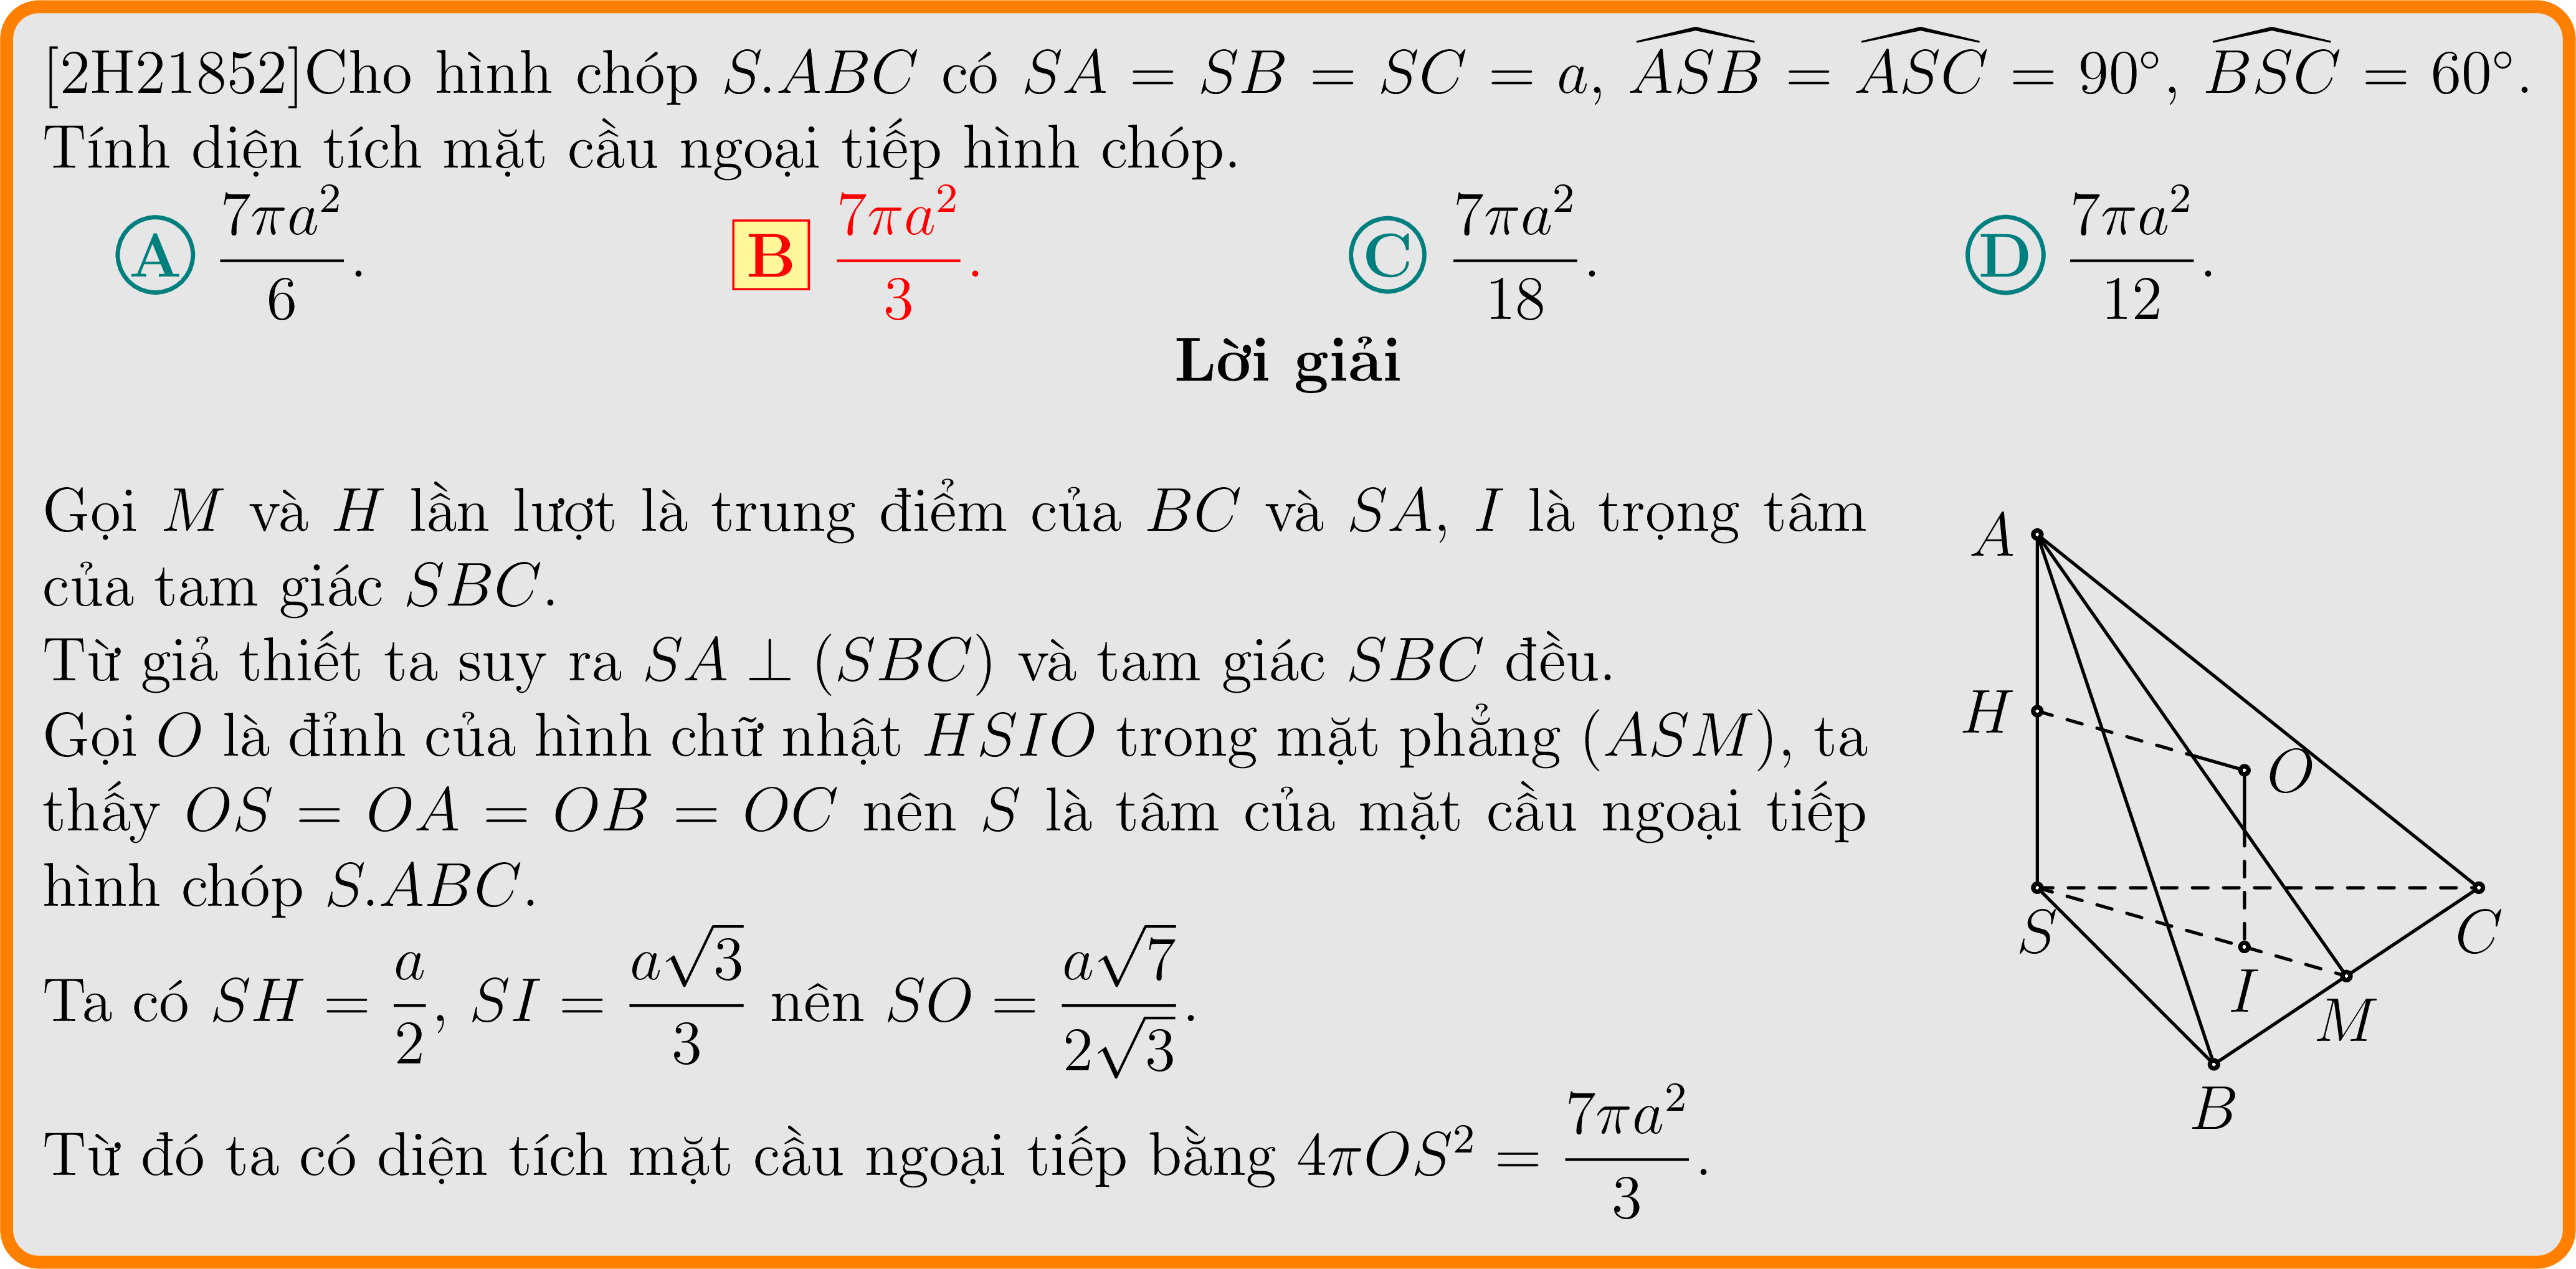 [2H21852]Cho hình chóp S.ABC có SA = SB = SC = a, $\widehat{ASB}$ = $\widehat{ASC}$ = 90°, $\widehat{BSC}$ = 60°.
Tính diện tích mặt cầu ngoại tiếp hình chóp.
A $\frac{7\pi a^2}{6}$. B $\frac{7\pi a^2}{3}$. C $\frac{7\pi a^2}{18}$. D $\frac{7\pi a^2}{12}$.
Lời giải
Gọi M và H lần lượt là trung điểm của BC và SA, I là trọng tâm
của tam giác SBC.
Từ giả thiết ta suy ra SA ⊥ (SBC) và tam giác SBC đều.
Gọi O là đỉnh của hình chữ nhật HSIO trong mặt phẳng (ASM), ta
thấy OS = OA = OB = OC nên S là tâm của mặt cầu ngoại tiếp
hình chóp S.ABC.
Ta có SH = $\frac{a}{2}$, SI = $\frac{a\sqrt{3}}{3}$ nên SO = $\frac{a\sqrt{7}}{2\sqrt{3}}$.
Từ đó ta có diện tích mặt cầu ngoại tiếp bằng 4πOS² = $\frac{7\pi a^2}{3}$.
A
H
O
S
C
I
M
B